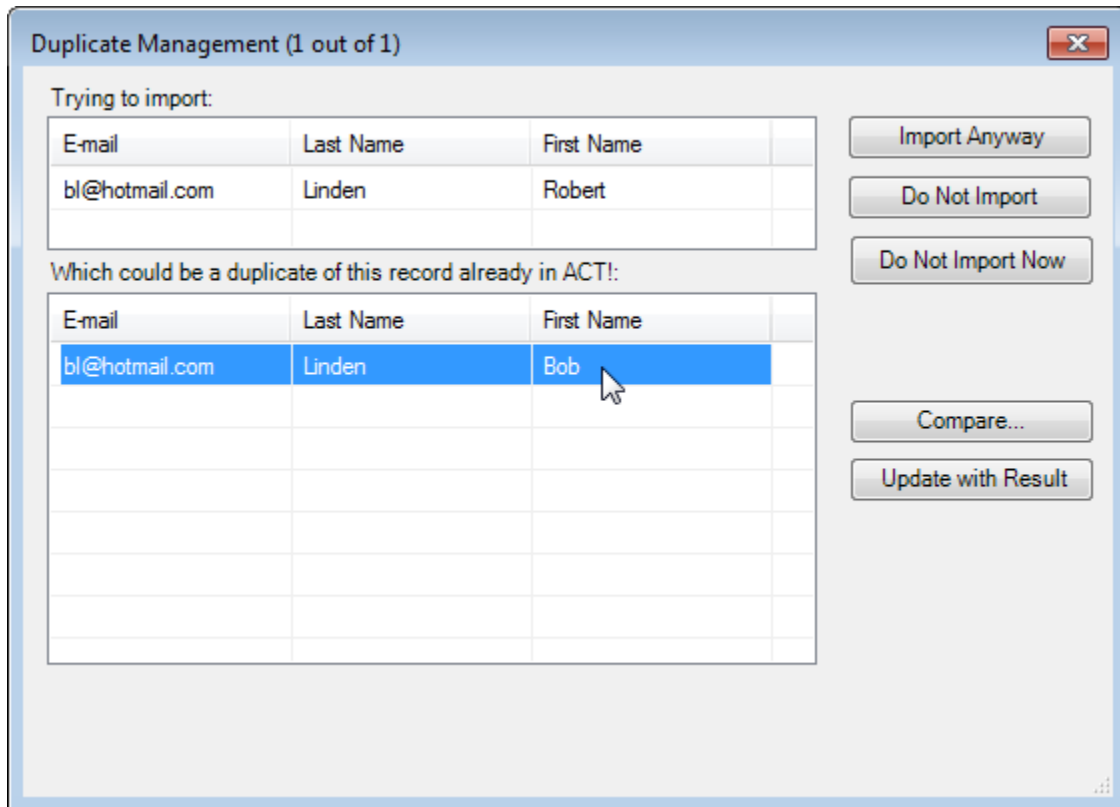 Duplicate Management (1 out of 1)
Trying to import:
E-mail Last Name First Name
bl@hotmail.com Linden Robert
Import Anyway
Do Not Import
Do Not Import Now
Which could be a duplicate of this record already in ACT!:
E-mail Last Name First Name
bl@hotmail.com Linden Bob
Compare...
Update with Result